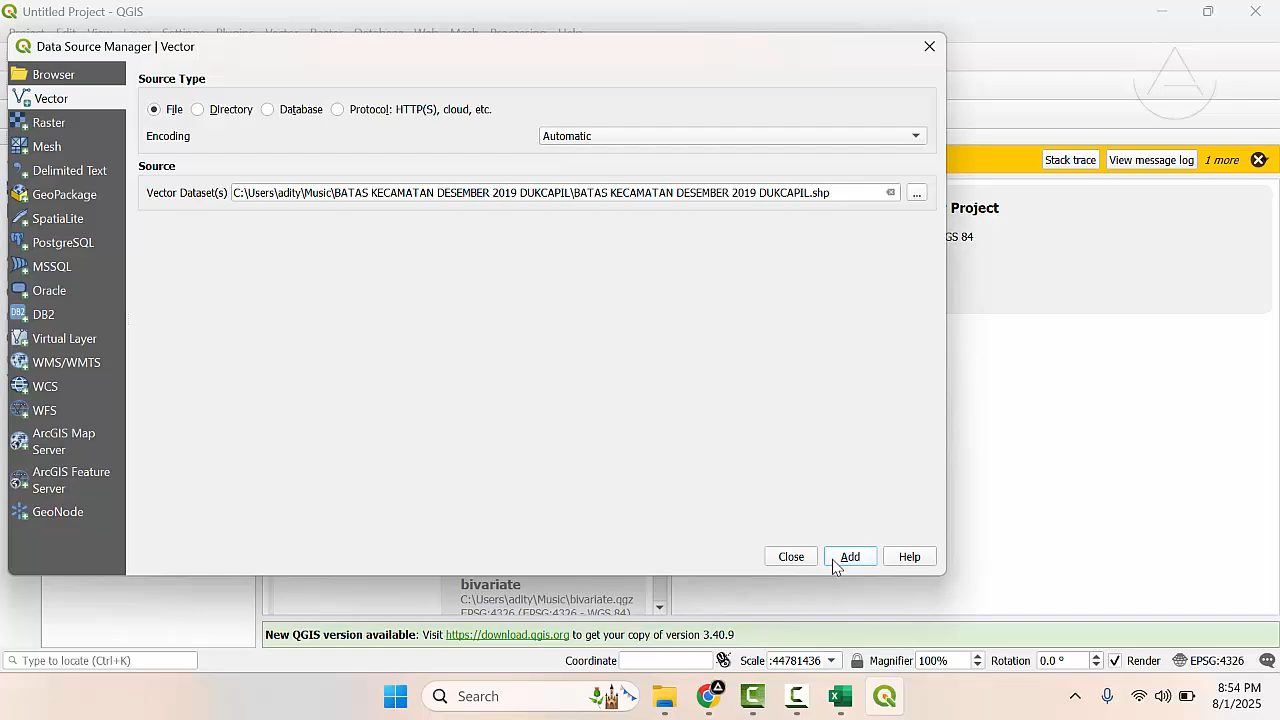 Untitled Project - QGIS
Data Source Manager | Vector
Browser
Vector
Raster
Mesh
Delimited Text
GeoPackage
SpatiaLite
PostgreSQL
MSSQL
Oracle
DB2
Virtual Layer
WMS/WMTS
WCS
WFS
ArcGIS Map
Server
ArcGIS Feature
Server
GeoNode
Source Type
File Directory Database Protocol: HTTP(S), cloud, etc.
Encoding Automatic
Source
Vector Dataset(s) C:\Users\adity\Music\BATAS KECAMATAN DESEMBER 2019 DUKCAPIL\BATAS KECAMATAN DESEMBER 2019 DUKCAPIL.shp ...
Close Add Help
Stack trace View message log 1 more
Project
GS 84
bivariate
C:\Users\adity\Music\bivariate.qgz
EPSG:4326 (EPSG:4326 - WGS 84)
New QGIS version available: Visit https://download.qgis.org to get your copy of version 3.40.9
Type to locate (Ctrl+K) Coordinate Scale :44781436 Magnifier 100% Rotation 0.0 ° Render EPSG:4326
Search
8:54 PM
8/1/2025